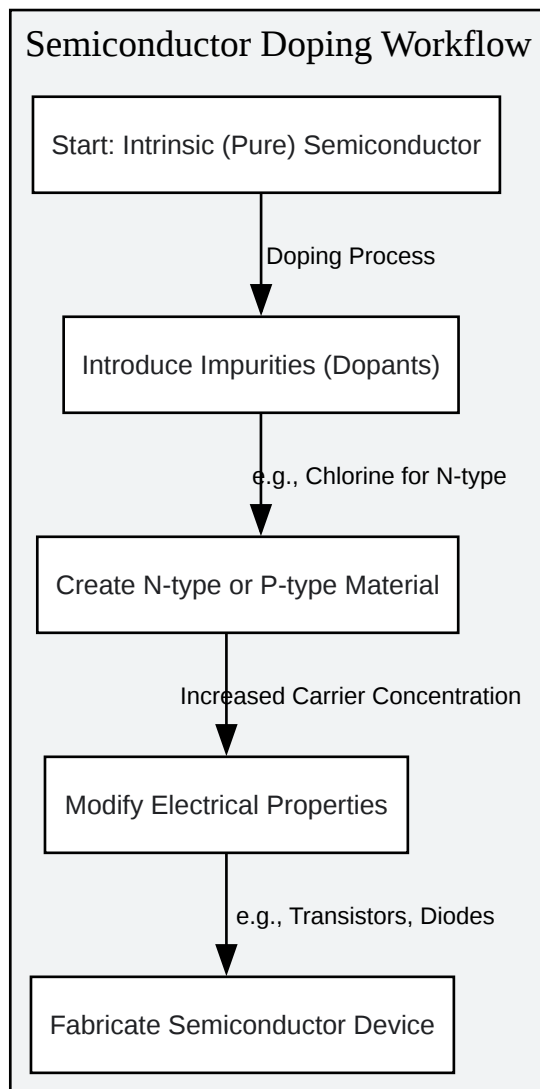 Semiconductor Doping Workflow
Start: Intrinsic (Pure) Semiconductor
Doping Process
Introduce Impurities (Dopants)
e.g., Chlorine for N-type
Create N-type or P-type Material
Increased Carrier Concentration
Modify Electrical Properties
e.g., Transistors, Diodes
Fabricate Semiconductor Device